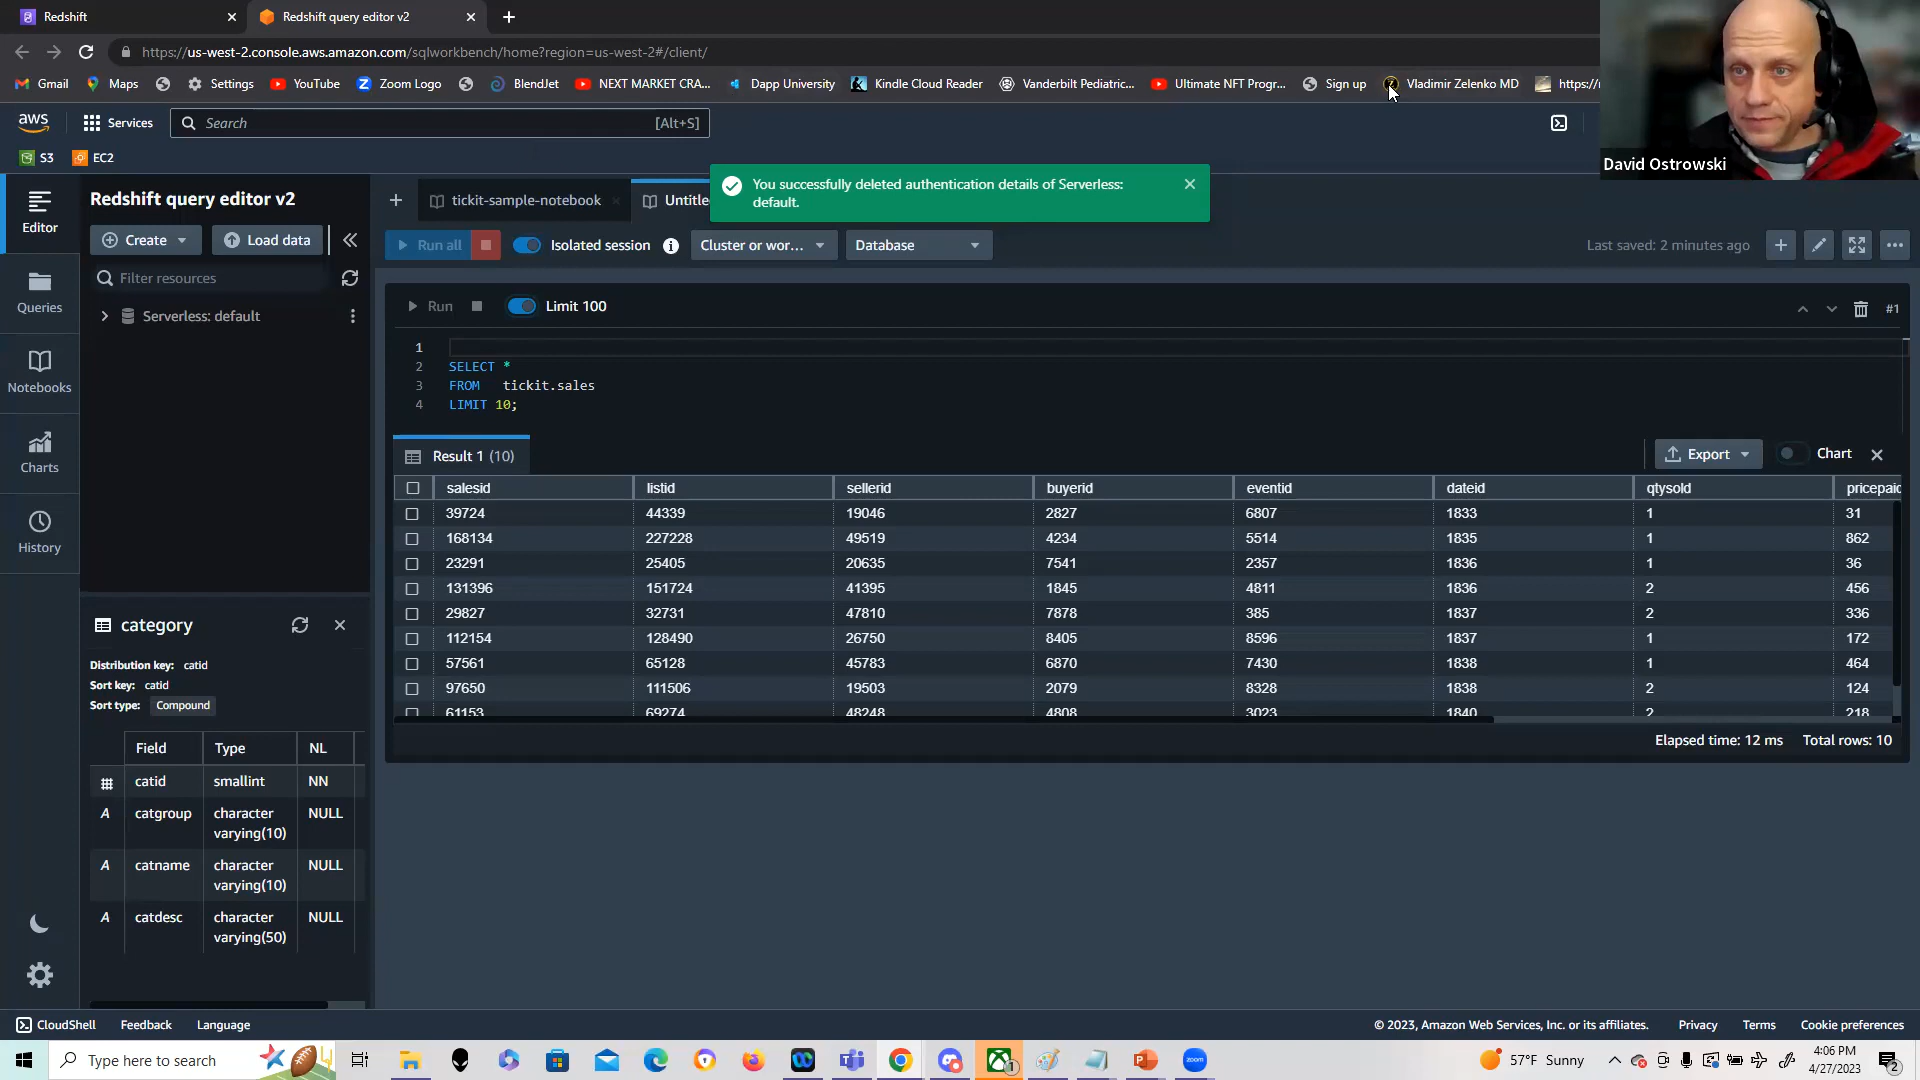 Redshift
Redshift query editor v2
https://us-west-2.console.aws.amazon.com/sqlworkbench/home?region=us-west-2#/client/
Gmail
Maps
Settings
YouTube
Zoom Logo
BlendJet
NEXT MARKET CRA...
Dapp University
Kindle Cloud Reader
Vanderbilt Pediatric...
Ultimate NFT Progr...
Sign up
Vladimir Zelenko MD
David Ostrowski
aws
Services
Search
[Alt+S]
S3
EC2
Redshift query editor v2
tickit-sample-notebook
You successfully deleted authentication details of Serverless:
default.
Editor
Create
Load data
Run all
Isolated session
Cluster or wor...
Database
Last saved: 2 minutes ago
Filter resources
Queries
Serverless: default
Run
Limit 100
#1
1
2 SELECT *
3 FROM tickit.sales
4 LIMIT 10;
Notebooks
Charts
History
Result 1 (10)
Export
Chart
salesid listid sellerid buyerid eventid dateid qtysold
39724 44339 19046 2827 6807 1833 1 31
168134 227228 49519 4234 5514 1835 1 862
23291 25405 20635 7541 2357 1836 1 36
131396 151724 41395 1845 4811 1836 2 456
29827 32731 47810 7878 385 1837 2 336
112154 128490 26750 8405 8596 1837 1 172
57561 65128 45783 6870 7430 1838 1 464
97650 111506 19503 2079 8328 1838 2 124
61153 69274 48248 4808 3023 1840 2 218
Elapsed time: 12 ms
Total rows: 10
category
Distribution key: catid
Sort key: catid
Sort type: Compound
Field Type NL
catid smallint NN
A catgroup character varying(10) NULL
A catname character varying(10) NULL
A catdesc character varying(50) NULL
CloudShell
Feedback
Language
© 2023, Amazon Web Services, Inc. or its affiliates.
Privacy
Terms
Cookie preferences
Type here to search
zoom
57°F Sunny
4:06 PM
4/27/2023
2